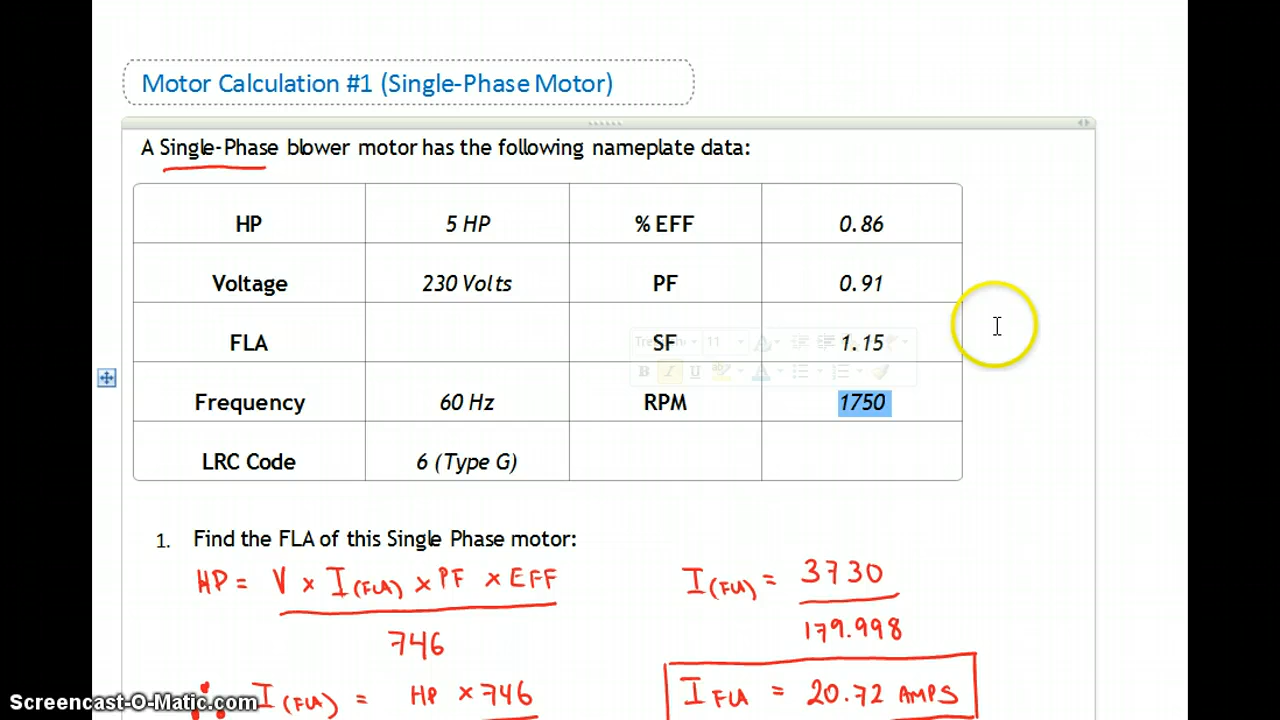 Motor Calculation #1 (Single-Phase Motor)
A Single-Phase blower motor has the following nameplate data:
HP 5 HP % EFF 0.86
Voltage 230 Volts PF 0.91
FLA SF 1.15
11
B I U
Frequency 60 Hz RPM 1750
LRC Code 6 (Type G)
1. Find the FLA of this Single Phase motor:
HP = V x I(FLA) x PF x EFF
746
I(FLA) = 3730
179.998
I(FLA) = HP x 746
I FLA = 20.72 AMPS
Screencast-O-Matic.com